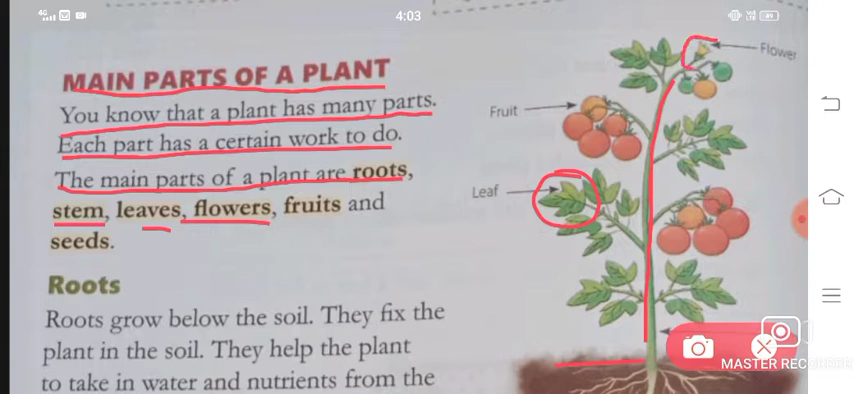 4G
4:03
49
MAIN PARTS OF A PLANT
You know that a plant has many parts.
Each part has a certain work to do.
The main parts of a plant are roots,
stem, leaves, flowers, fruits and
seeds.
Roots
Roots grow below the soil. They fix the
plant in the soil. They help the plant
to take in water and nutrients from the
Flower
Fruit
Leaf
MASTER RECORDER